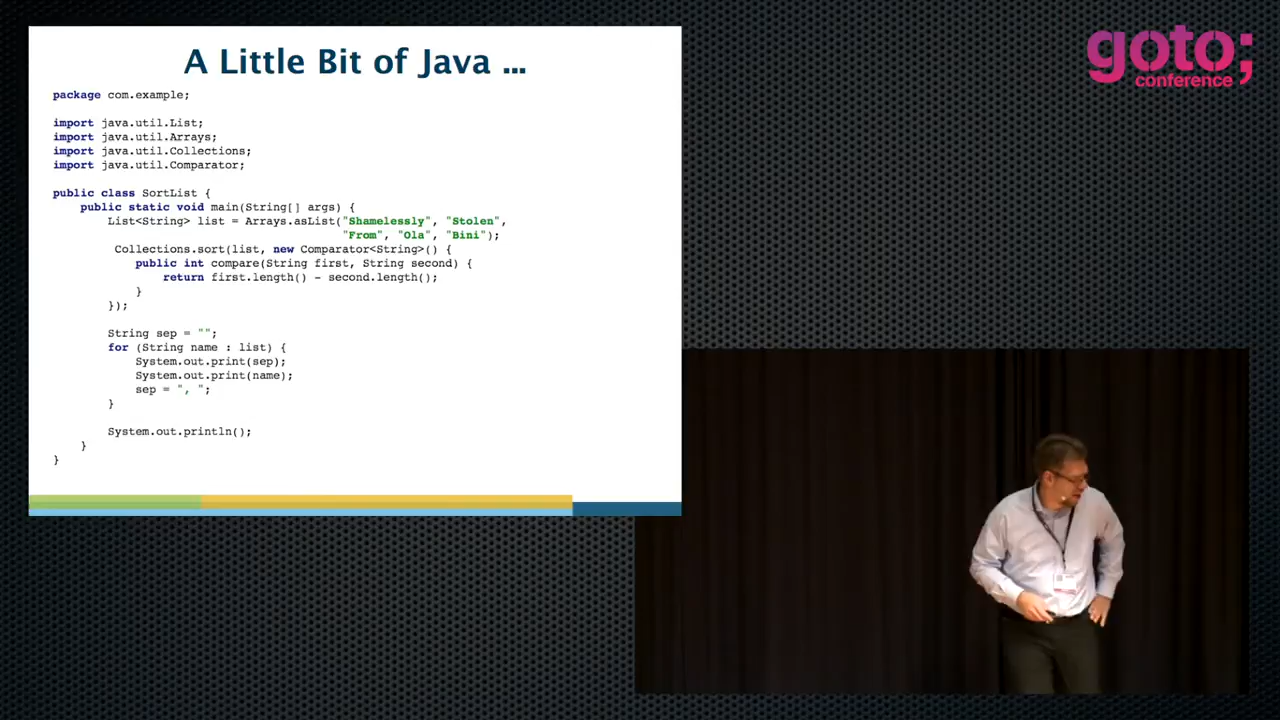 A Little Bit of Java ...
package com.example;
import java.util.List;
import java.util.Arrays;
import java.util.Collections;
import java.util.Comparator;
public class SortList {
public static void main(String[] args) {
List<String> list = Arrays.asList("Shamelessly", "Stolen",
"From", "Ola", "Bini");
Collections.sort(list, new Comparator<String>() {
public int compare(String first, String second) {
return first.length() - second.length();
}
});
String sep = "";
for (String name : list) {
System.out.print(sep);
System.out.print(name);
sep = ", ";
}
System.out.println();
}
}
goto;
conference